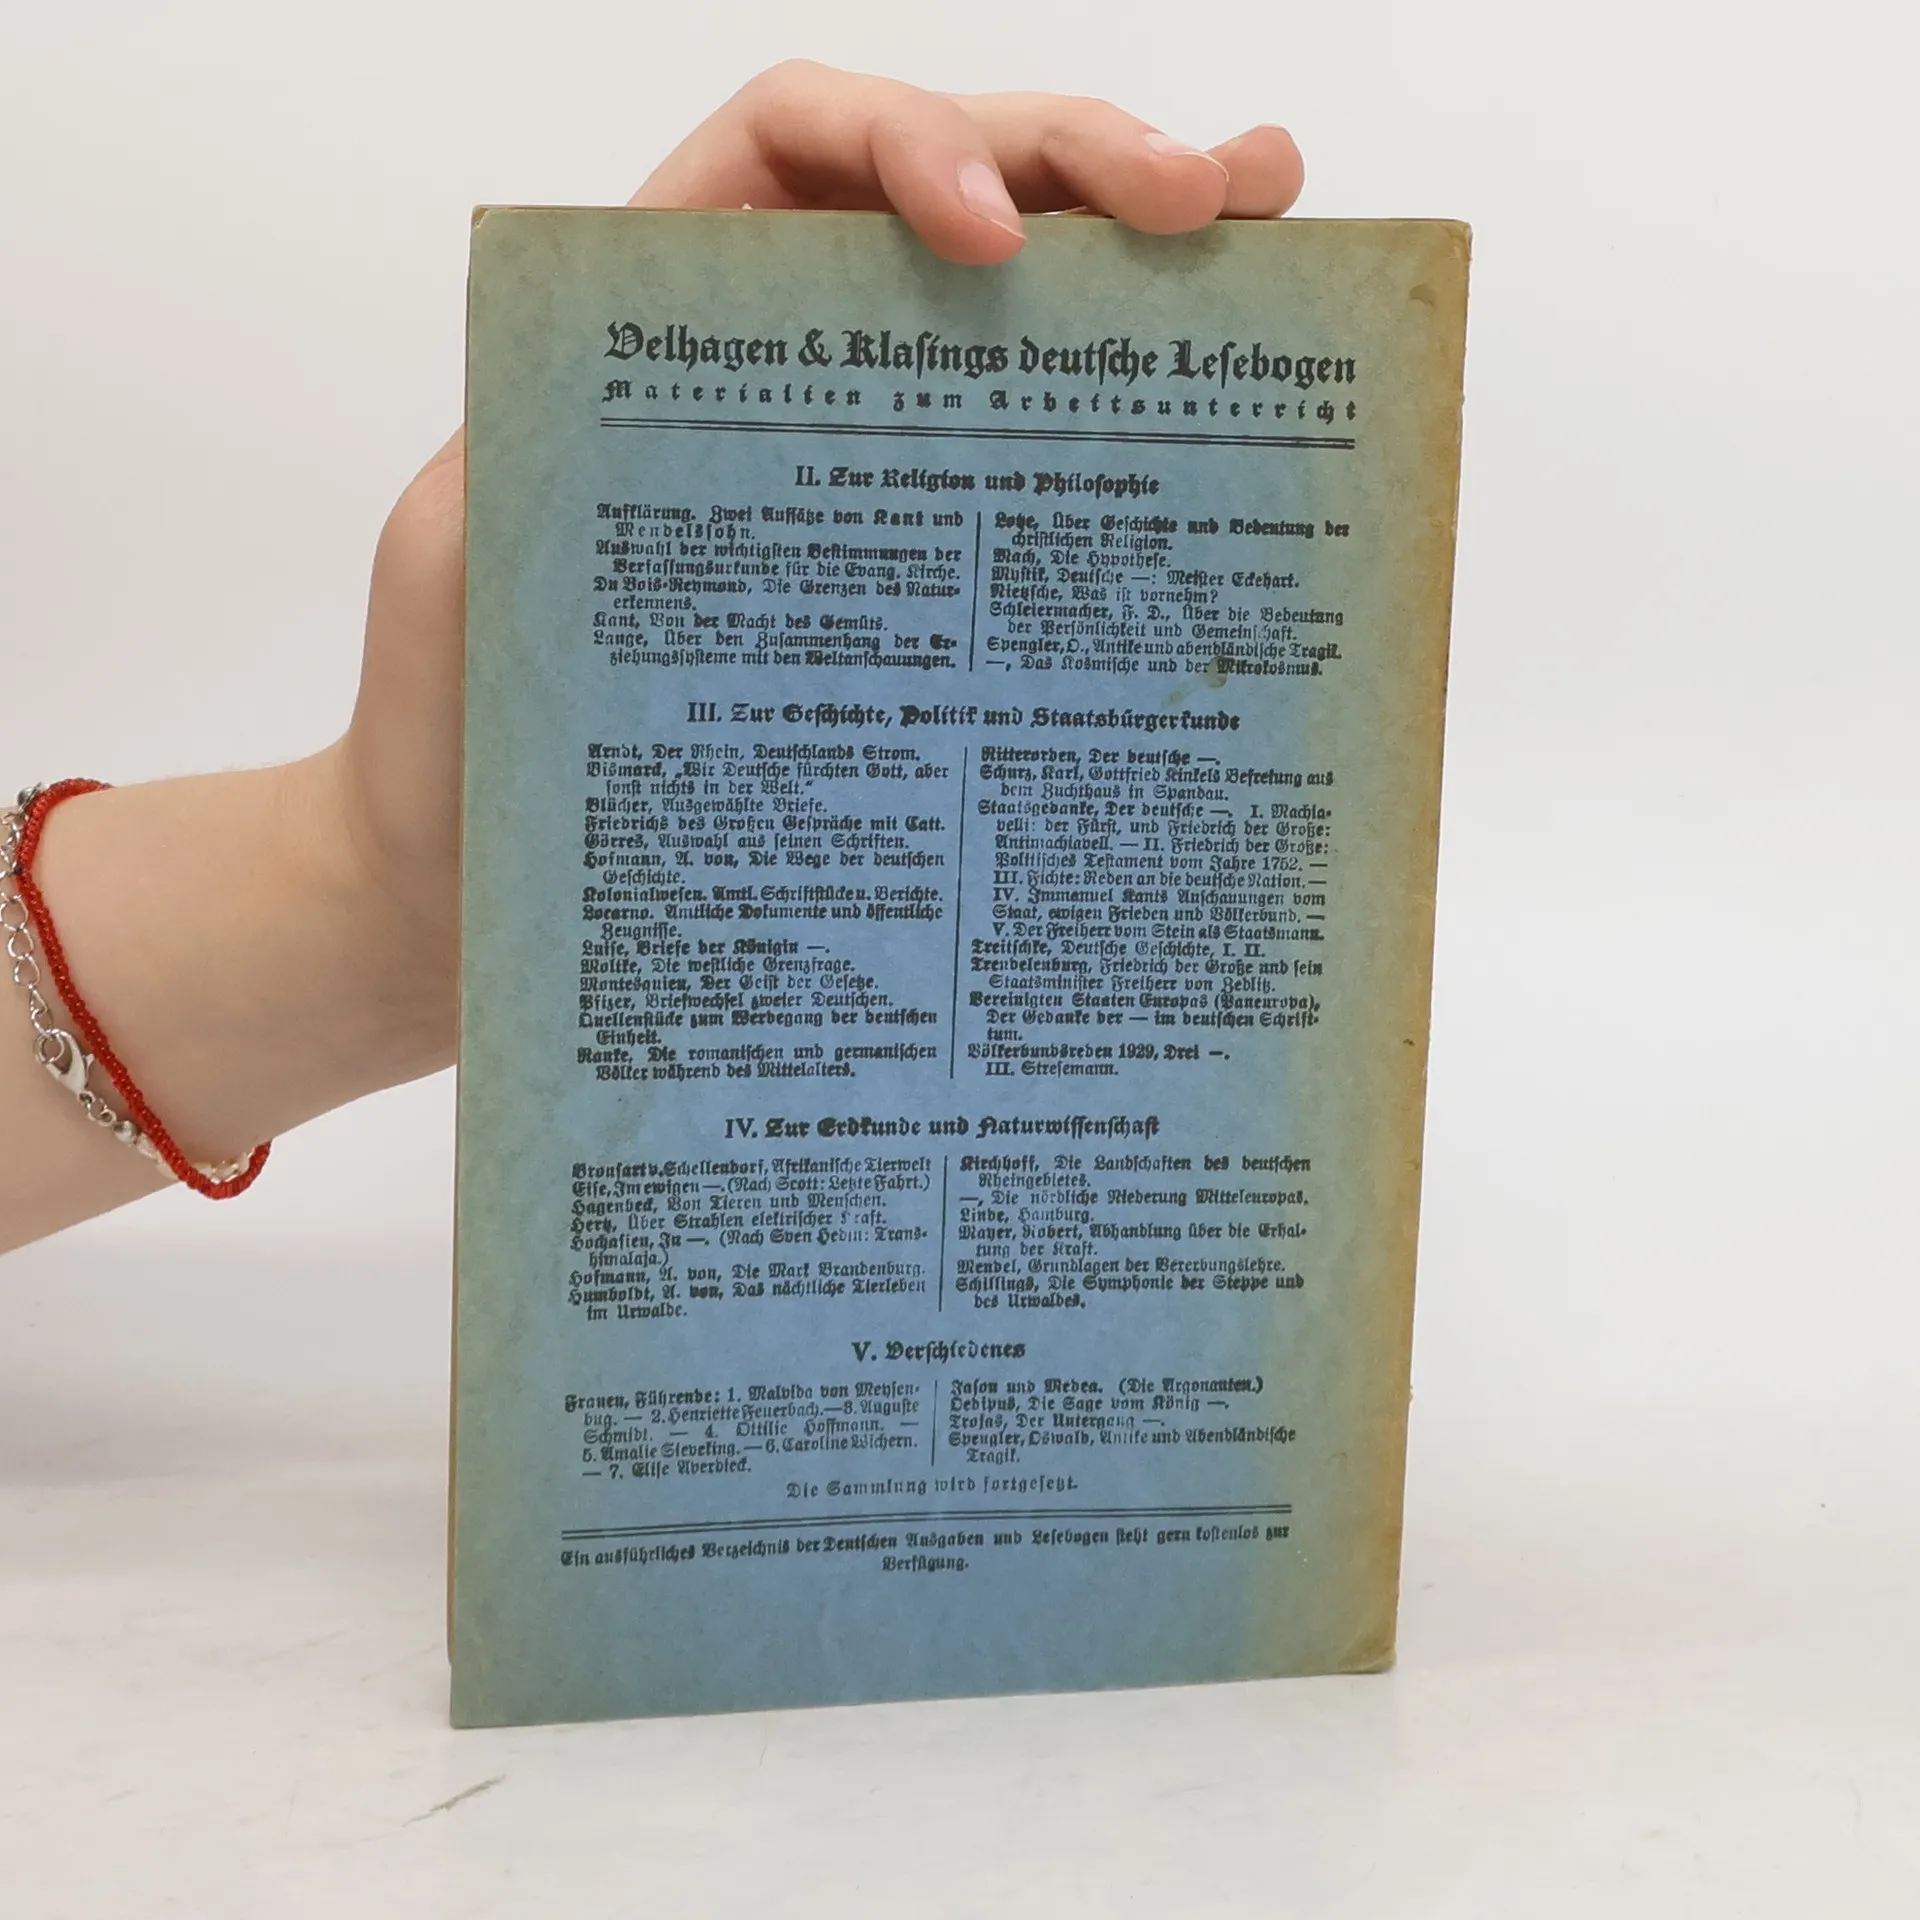 Velhagen & Klasings deutsche Lesebogen
Materialien zum Arbeitsunterricht
II. Zur Religion und Philosophie
Aufklärung. Zwei Aufsätze von Kant und
Mendelssohn.
Auswahl der wichtigsten Bestimmungen der
Verfassungsurkunde für die Evang. Kirche.
Du Bois-Reymond, Die Grenzen des Natur-
erkennens.
Kant, Von der Macht des Gemüts.
Lange, Über den Zusammenhang der Er-
ziehungssysteme mit den Weltanschauungen.
Lotze, Über Geschichte und Bedeutung der
christlichen Religion.
Mach, Die Hypothese.
Mystik, Deutsche —: Meister Eckehart.
Nietzsche, Was ist vornehm?
Schleiermacher, F. D., Über die Bedeutung
der Persönlichkeit und Gemeinschaft.
Spengler, O., Antike und abendländische Tragik.
—, Das Kosmische und der Mikrokosmus.
III. Zur Geschichte, Politik und Staatsbürgerkunde
Arndt, Der Rhein, Deutschlands Strom.
Bismarck, „Wir Deutsche fürchten Gott, aber
sonst nichts in der Welt.“
Blücher, Ausgewählte Briefe.
Friedrichs des Großen Gespräche mit Catt.
Görres, Auswahl aus seinen Schriften.
Hofmann, A. von, Die Wege der deutschen
Geschichte.
Kolonialwesen. Amtl. Schriftstücke u. Berichte.
Locarno. Amtliche Dokumente und öffentliche
Zeugnisse.
Luise, Briefe der Königin —.
Moltke, Die westliche Grenzfrage.
Montesquieu, Der Geist der Gesetze.
Pfizer, Briefwechsel zweier Deutschen.
Quellenstücke zum Werdegang der deutschen
Einheit.
Ranke, Die romanischen und germanischen
Völker während des Mittelalters.
Ritterorden, Der deutsche —.
Schurz, Karl, Gottfried Kinkels Befreiung aus
dem Zuchthaus in Spandau.
Staatsgedanke, Der deutsche —. I. Machia-
velli: der Fürst, und Friedrich der Große:
Antimachiavell. — II. Friedrich der Große:
Politisches Testament vom Jahre 1752. —
III. Fichte: Reden an die deutsche Nation. —
IV. Immanuel Kants Anschauungen vom
Staat, ewigen Frieden und Völkerbund. —
V. Der Freiherr vom Stein als Staatsmann.
Treitschke, Deutsche Geschichte, I. II.
Trendelenburg, Friedrich der Große und sein
Staatsminister Freiherr von Zedlitz.
Vereinigten Staaten Europas (Paneuropa),
Der Gedanke der — im deutschen Schrift-
tum.
Völkerbundsreden 1929, Drei —.
III. Stresemann.
IV. Zur Erdkunde und Naturwissenschaft
Bronsart v. Schellendorf, Afrikanische Tierwelt
Eise, Im ewigen —. (Nach Scott: Letzte Fahrt.)
Hagenbeck, Von Tieren und Menschen.
Hertz, Über Strahlen elektrischer Kraft.
Hochasien, In —. (Nach Sven Hedin: Trans-
himalaja.)
Hofmann, A. von, Die Mark Brandenburg.
Humboldt, A. von, Das nächtliche Tierleben
im Urwalde.
Kirchhoff, Die Landschaften des deutschen
Rheingebietes.
—, Die nördliche Niederung Mitteleuropas.
Linde, Hamburg.
Mayer, Robert, Abhandlung über die Erhal-
tung der Kraft.
Mendel, Grundlagen der Vererbungslehre.
Schillings, Die Symphonie der Steppe und
des Urwaldes.
V. Verschiedenes
Frauen, Führende: 1. Malvida von Meysen-
bug. — 2. Henriette Feuerbach. — 3. Auguste
Schmidt. — 4. Ottilie Hoffmann. —
5. Amalie Sieveking. — 6. Caroline Wichern.
— 7. Elise Averdieck.
Jason und Medea. (Die Argonauten.)
Oedipus, Die Sage vom König —.
Trojas, Der Untergang —.
Spengler, Oswald, Antike und Abendländische
Tragik.
Die Sammlung wird fortgesetzt.
Ein ausführliches Verzeichnis der Deutschen Ausgaben und Lesebogen steht gern kostenlos zur
Verfügung.